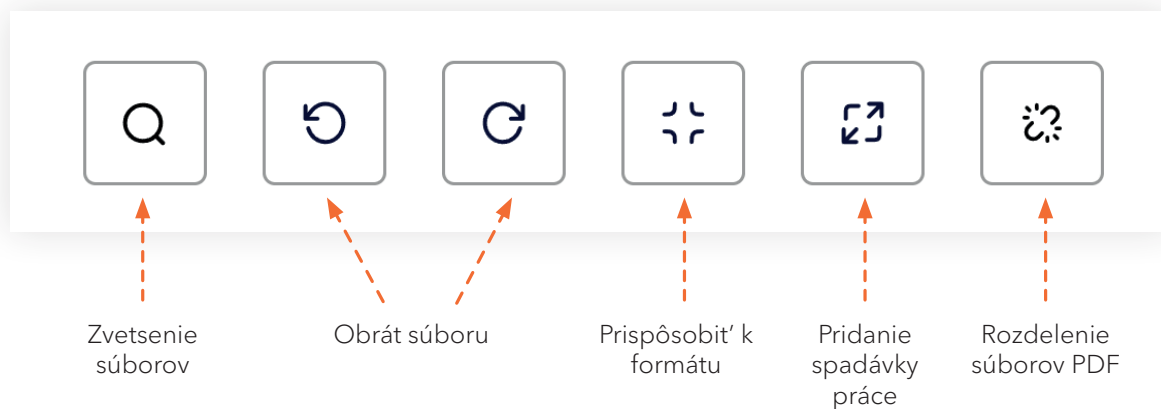 Zvetsenie
súborov
Obrát súboru
Prispôsobit’ k
formátu
Pridanie
spadávky
práce
Rozdelenie
súborov PDF